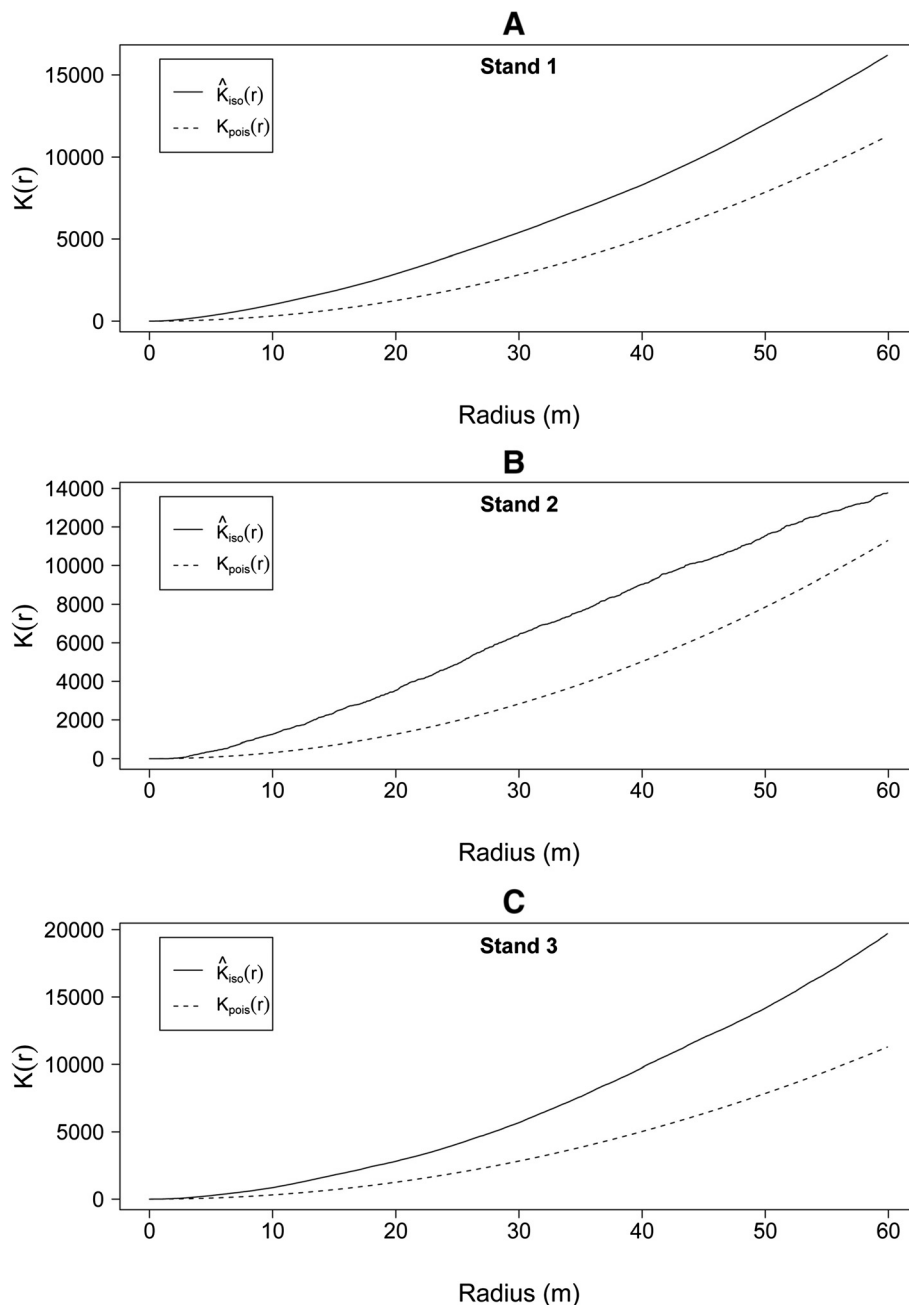 A
Stand 1
K̂iso(r)
Kpois(r)
15000
10000
5000
0
K(r)
0 10 20 30 40 50 60
Radius (m)
B
Stand 2
K̂iso(r)
Kpois(r)
14000
12000
10000
8000
6000
4000
2000
0
K(r)
0 10 20 30 40 50 60
Radius (m)
C
Stand 3
K̂iso(r)
Kpois(r)
20000
15000
10000
5000
0
K(r)
0 10 20 30 40 50 60
Radius (m)